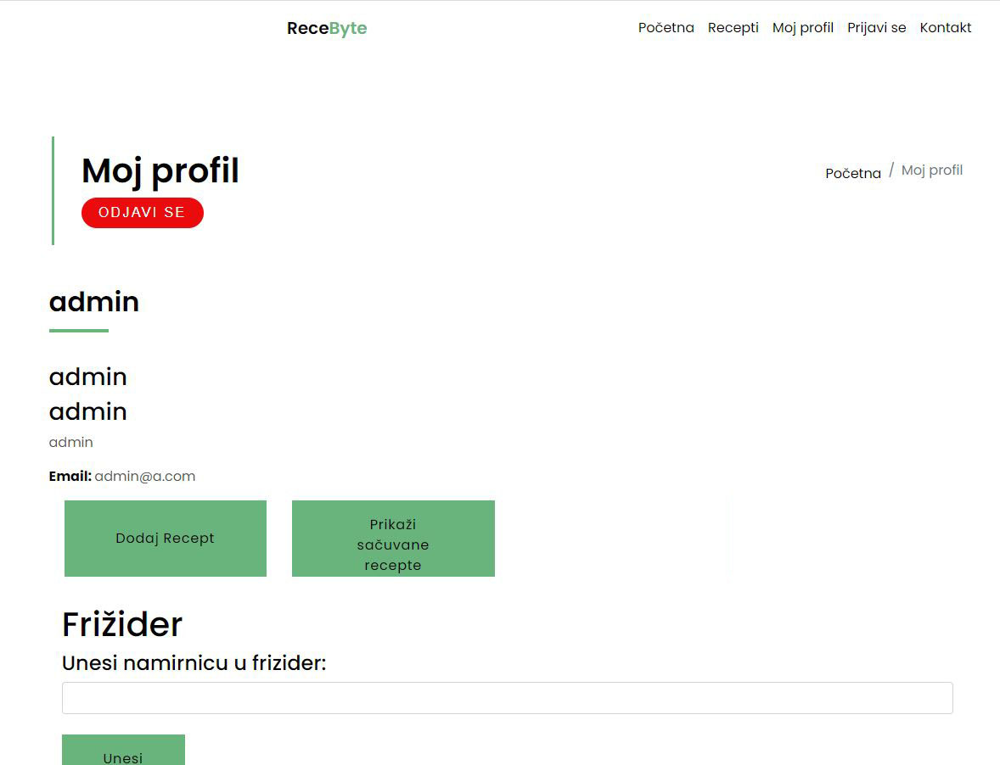 ReceByte
Početna Recepti Moj profil Prijavi se Kontakt
Moj profil
Početna / Moj profil
ODJAVI SE
admin
admin
admin
admin
Email: admin@a.com
Dodaj Recept
Prikaži
sačuvane
recepte
Frižider
Unesi namirnicu u frizider:
Unesi